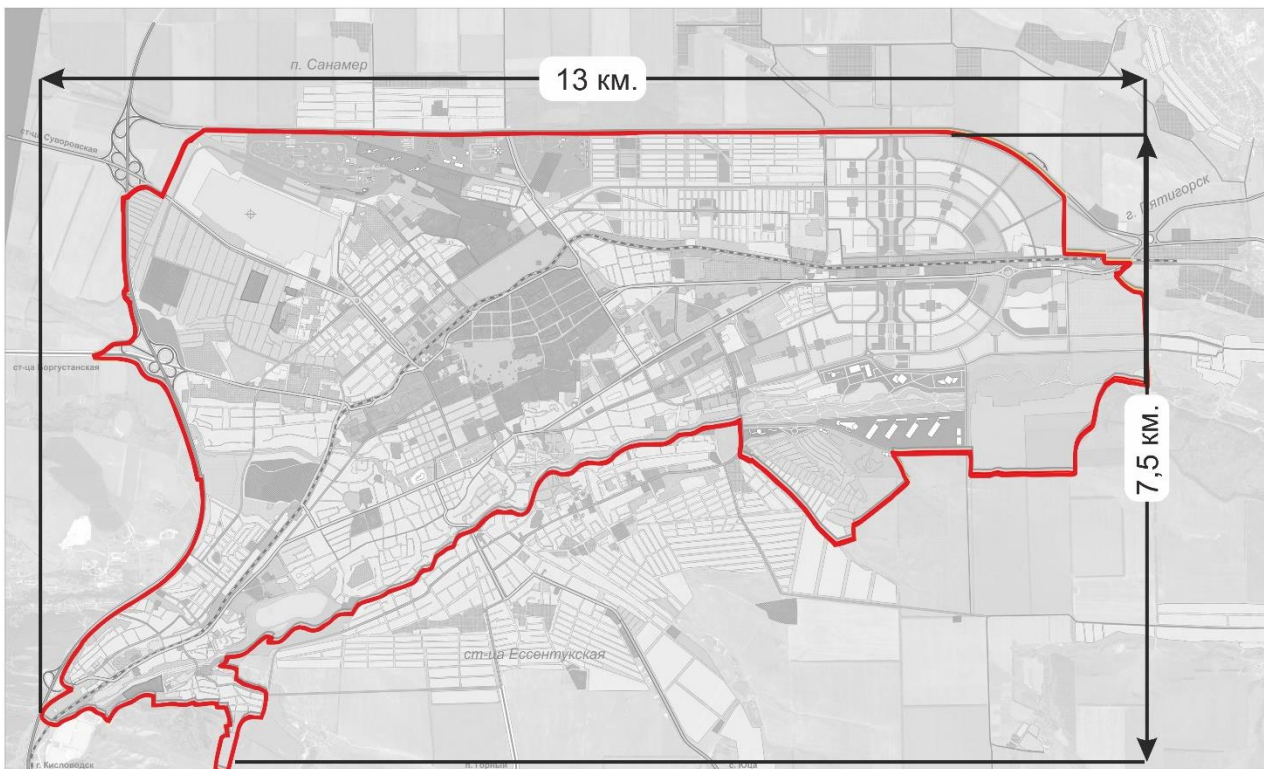 п. Санамер
13 км.
ст-ца Суворовская
г. Пятигорск
ст-ца Боргустанская
7,5 км.
ст-ца Ессентукская
г. Кисловодск
п. Горный
с. Юца